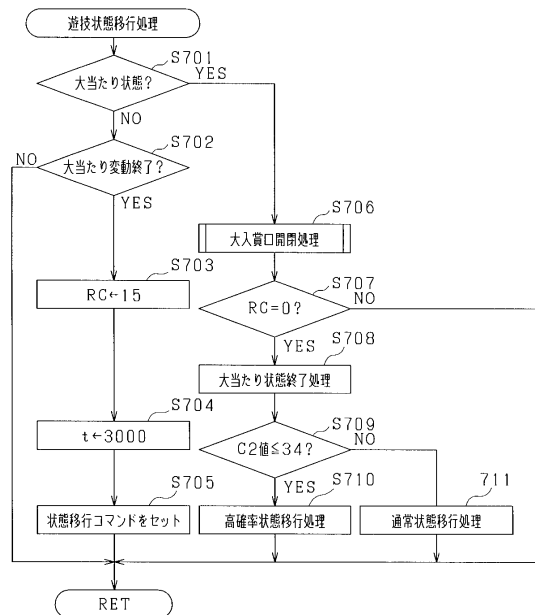 遊技状態移行処理
S701
大当たり状態?
YES
NO
S702
NO
大当たり変動終了?
YES
S706
大入賞口開閉処理
S703
RC←15
S707
RC=0?
NO
YES
S708
大当たり状態終了処理
S704
t←3000
S709
C2値≦34?
NO
YES
S705
状態移行コマンドをセット
S710
高確率状態移行処理
711
通常状態移行処理
RET